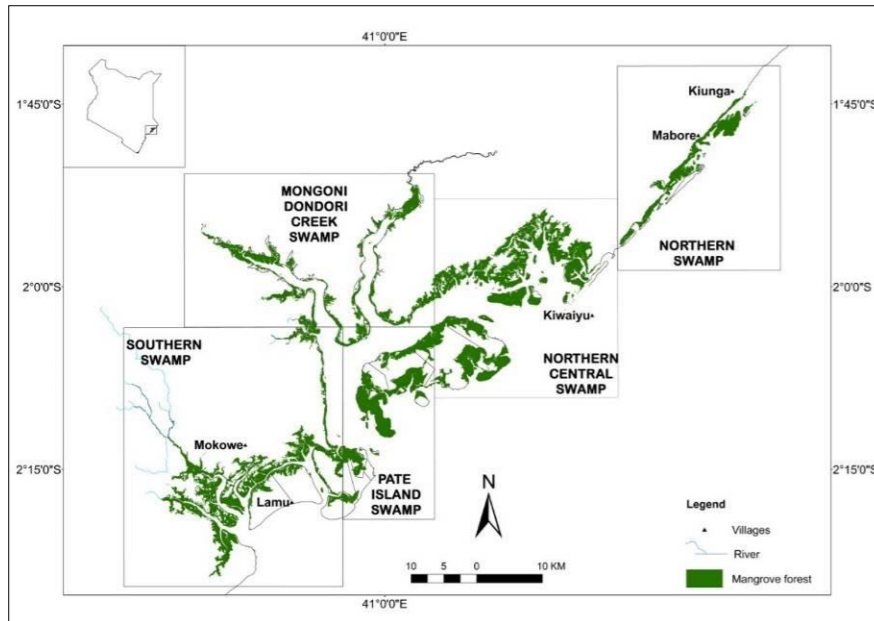 41°0'0"E
1°45'0"S
1°45'0"S
Kiunga
Mabore
MONGONI
DONDORI
CREEK
SWAMP
NORTHERN
SWAMP
2°0'0"S
2°0'0"S
Kiwaiyu
SOUTHERN
SWAMP
NORTHERN
CENTRAL
SWAMP
Mokowe
2°15'0"S
2°15'0"S
PATE
ISLAND
SWAMP
Lamu
N
Legend
Villages
River
Mangrove forest
10 5 0 10 KM
41°0'0"E